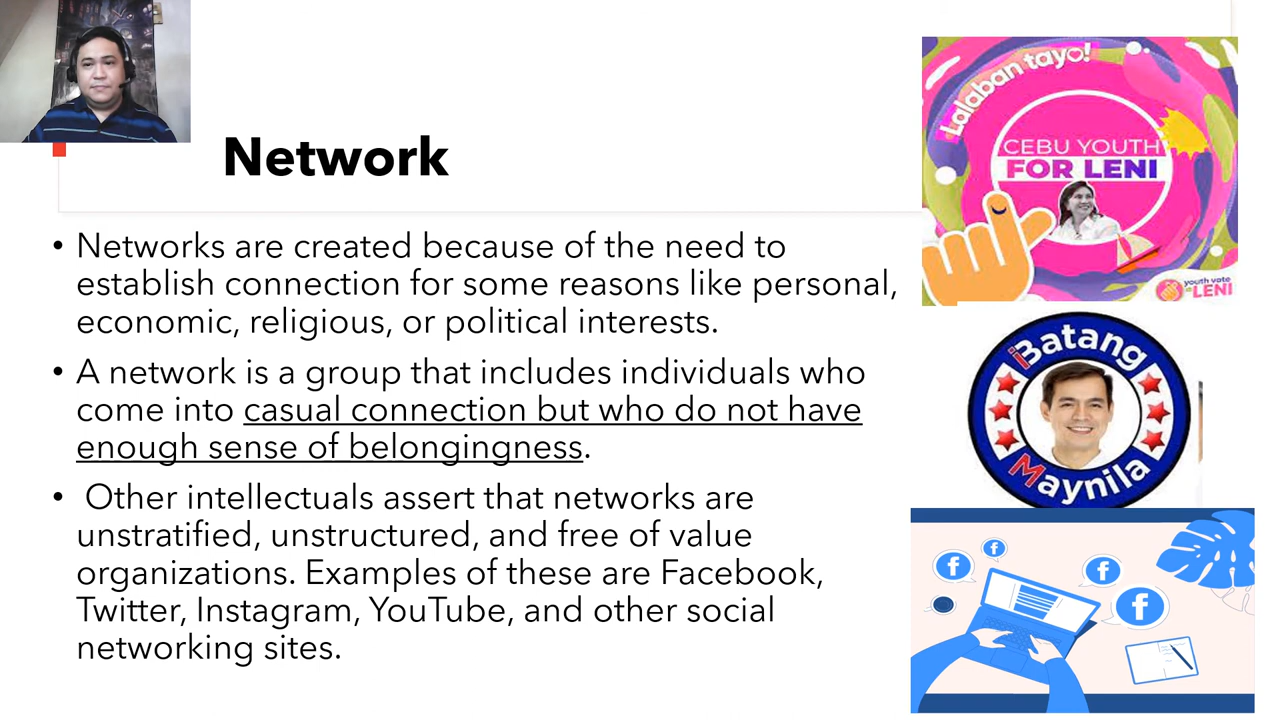 Network
• Networks are created because of the need to
establish connection for some reasons like personal,
economic, religious, or political interests.
• A network is a group that includes individuals who
come into casual connection but who do not have
enough sense of belongingness.
• Other intellectuals assert that networks are
unstratified, unstructured, and free of value
organizations. Examples of these are Facebook,
Twitter, Instagram, YouTube, and other social
networking sites.
Lalaban tayo!
CEBU YOUTH
FOR LENI
youth vote
for LENI
iBatang
Maynila
f
f
f
f